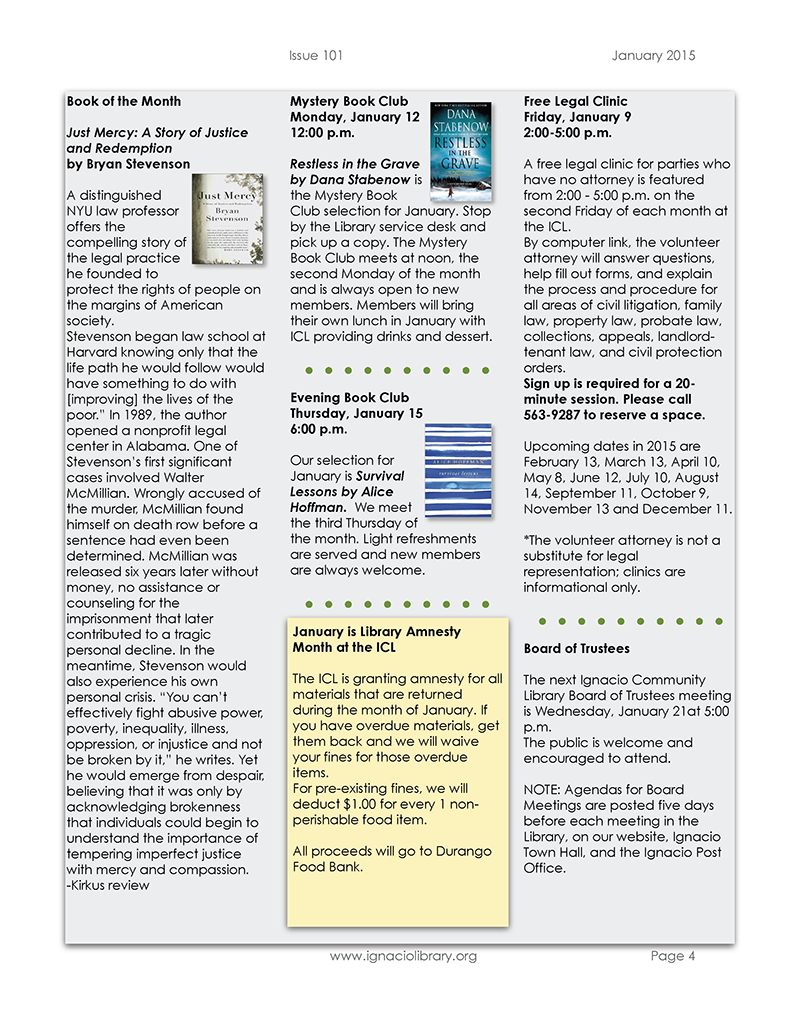 Issue 101
January 2015
Book of the Month
Just Mercy: A Story of Justice
and Redemption
by Bryan Stevenson
A distinguished
NYU law professor
offers the
compelling story of
the legal practice
he founded to
protect the rights of people on
the margins of American
society.
Stevenson began law school at
Harvard knowing only that the
life path he would follow would
have something to do with
[improving] the lives of the
poor." In 1989, the author
opened a nonprofit legal
center in Alabama. One of
Stevenson's first significant
cases involved Walter
McMillian. Wrongly accused of
the murder, McMillian found
himself on death row before a
sentence had even been
determined. McMillian was
released six years later without
money, no assistance or
counseling for the
imprisonment that later
contributed to a tragic
personal decline. In the
meantime, Stevenson would
also experience his own
personal crisis. "You can't
effectively fight abusive power,
poverty, inequality, illness,
oppression, or injustice and not
be broken by it," he writes. Yet
he would emerge from despair,
believing that it was only by
acknowledging brokenness
that individuals could begin to
understand the importance of
tempering imperfect justice
with mercy and compassion.
-Kirkus review
Just Mercy
Bryan
Stevenson
Mystery Book Club
Monday, January 12
12:00 p.m.
Restless in the Grave
by Dana Stabenow is
the Mystery Book
Club selection for January. Stop
by the Library service desk and
pick up a copy. The Mystery
Book Club meets at noon, the
second Monday of the month
and is always open to new
members. Members will bring
their own lunch in January with
ICL providing drinks and dessert.
DANA
STABENOW
RESTLESS
IN THE
GRAVE
Evening Book Club
Thursday, January 15
6:00 p.m.
Our selection for
January is Survival
Lessons by Alice
Hoffman. We meet
the third Thursday of
the month. Light refreshments
are served and new members
are always welcome.
ALICE HOFFMAN
survival lessons
January is Library Amnesty
Month at the ICL
The ICL is granting amnesty for all
materials that are returned
during the month of January. If
you have overdue materials, get
them back and we will waive
your fines for those overdue
items.
For pre-existing fines, we will
deduct $1.00 for every 1 non-
perishable food item.
All proceeds will go to Durango
Food Bank.
Free Legal Clinic
Friday, January 9
2:00-5:00 p.m.
A free legal clinic for parties who
have no attorney is featured
from 2:00 - 5:00 p.m. on the
second Friday of each month at
the ICL.
By computer link, the volunteer
attorney will answer questions,
help fill out forms, and explain
the process and procedure for
all areas of civil litigation, family
law, property law, probate law,
collections, appeals, landlord-
tenant law, and civil protection
orders.
Sign up is required for a 20-
minute session. Please call
563-9287 to reserve a space.
Upcoming dates in 2015 are
February 13, March 13, April 10,
May 8, June 12, July 10, August
14, September 11, October 9,
November 13 and December 11.
*The volunteer attorney is not a
substitute for legal
representation; clinics are
informational only.
Board of Trustees
The next Ignacio Community
Library Board of Trustees meeting
is Wednesday, January 21at 5:00
p.m.
The public is welcome and
encouraged to attend.
NOTE: Agendas for Board
Meetings are posted five days
before each meeting in the
Library, on our website, Ignacio
Town Hall, and the Ignacio Post
Office.
www.ignaciolibrary.org
Page 4